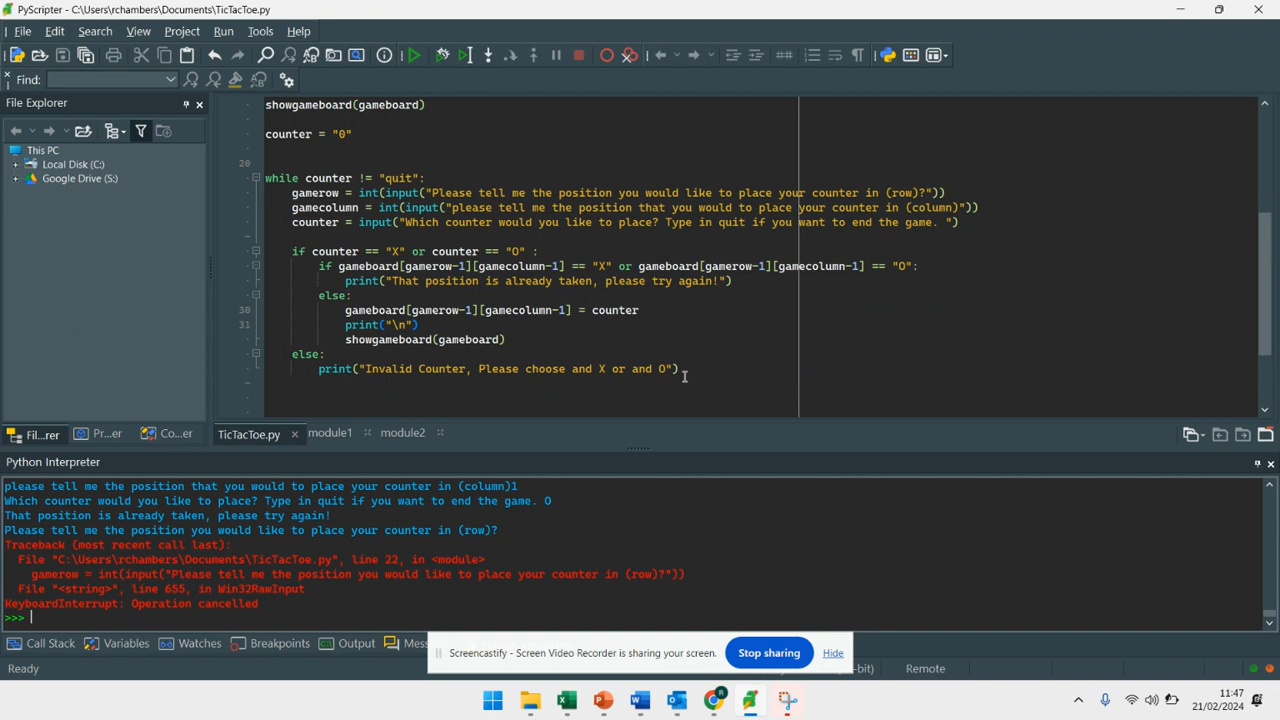 PyScripter - C:\Users\rchambers\Documents\TicTacToe.py
File Edit Search View Project Run Tools Help
Find:
File Explorer
This PC
Local Disk (C:)
Google Drive (S:)
showgameboard(gameboard)
counter = "0"
20
while counter != "quit":
gamerow = int(input("Please tell me the position you would like to place your counter in (row)?"))
gamecolumn = int(input("please tell me the position that you would to place your counter in (column)"))
counter = input("Which counter would you like to place? Type in quit if you want to end the game. ")
if counter == "X" or counter == "O" :
if gameboard[gamerow-1][gamecolumn-1] == "X" or gameboard[gamerow-1][gamecolumn-1] == "O":
print("That position is already taken, please try again!")
else:
30 gameboard[gamerow-1][gamecolumn-1] = counter
31 print("\n")
showgameboard(gameboard)
else:
print("Invalid Counter, Please choose and X or and O")
Fil...rer Pr...er Co...er TicTacToe.py module1 module2
Python Interpreter
please tell me the position that you would to place your counter in (column)1
Which counter would you like to place? Type in quit if you want to end the game. O
That position is already taken, please try again!
Please tell me the position you would like to place your counter in (row)?
Traceback (most recent call last):
File "C:\Users\rchambers\Documents\TicTacToe.py", line 22, in <module>
gamerow = int(input("Please tell me the position you would like to place your counter in (row)?"))
File "<string>", line 655, in Win32RawInput
KeyboardInterrupt: Operation cancelled
>>>
Call Stack Variables Watches Breakpoints Output Mess
Screencastify - Screen Video Recorder is sharing your screen. Stop sharing Hide
Ready -bit) Remote
11:47
21/02/2024